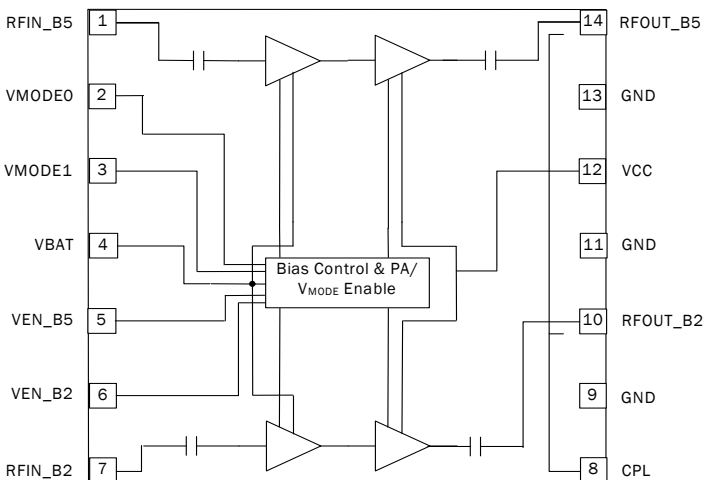 RFIN_B5 1 14 RFOUT_B5
VMODE0 2 13 GND
VMODE1 3 12 VCC
VBAT 4 11 GND
Bias Control & PA/
VMODE Enable
VEN_B5 5 10 RFOUT_B2
VEN_B2 6 9 GND
RFIN_B2 7 8 CPL